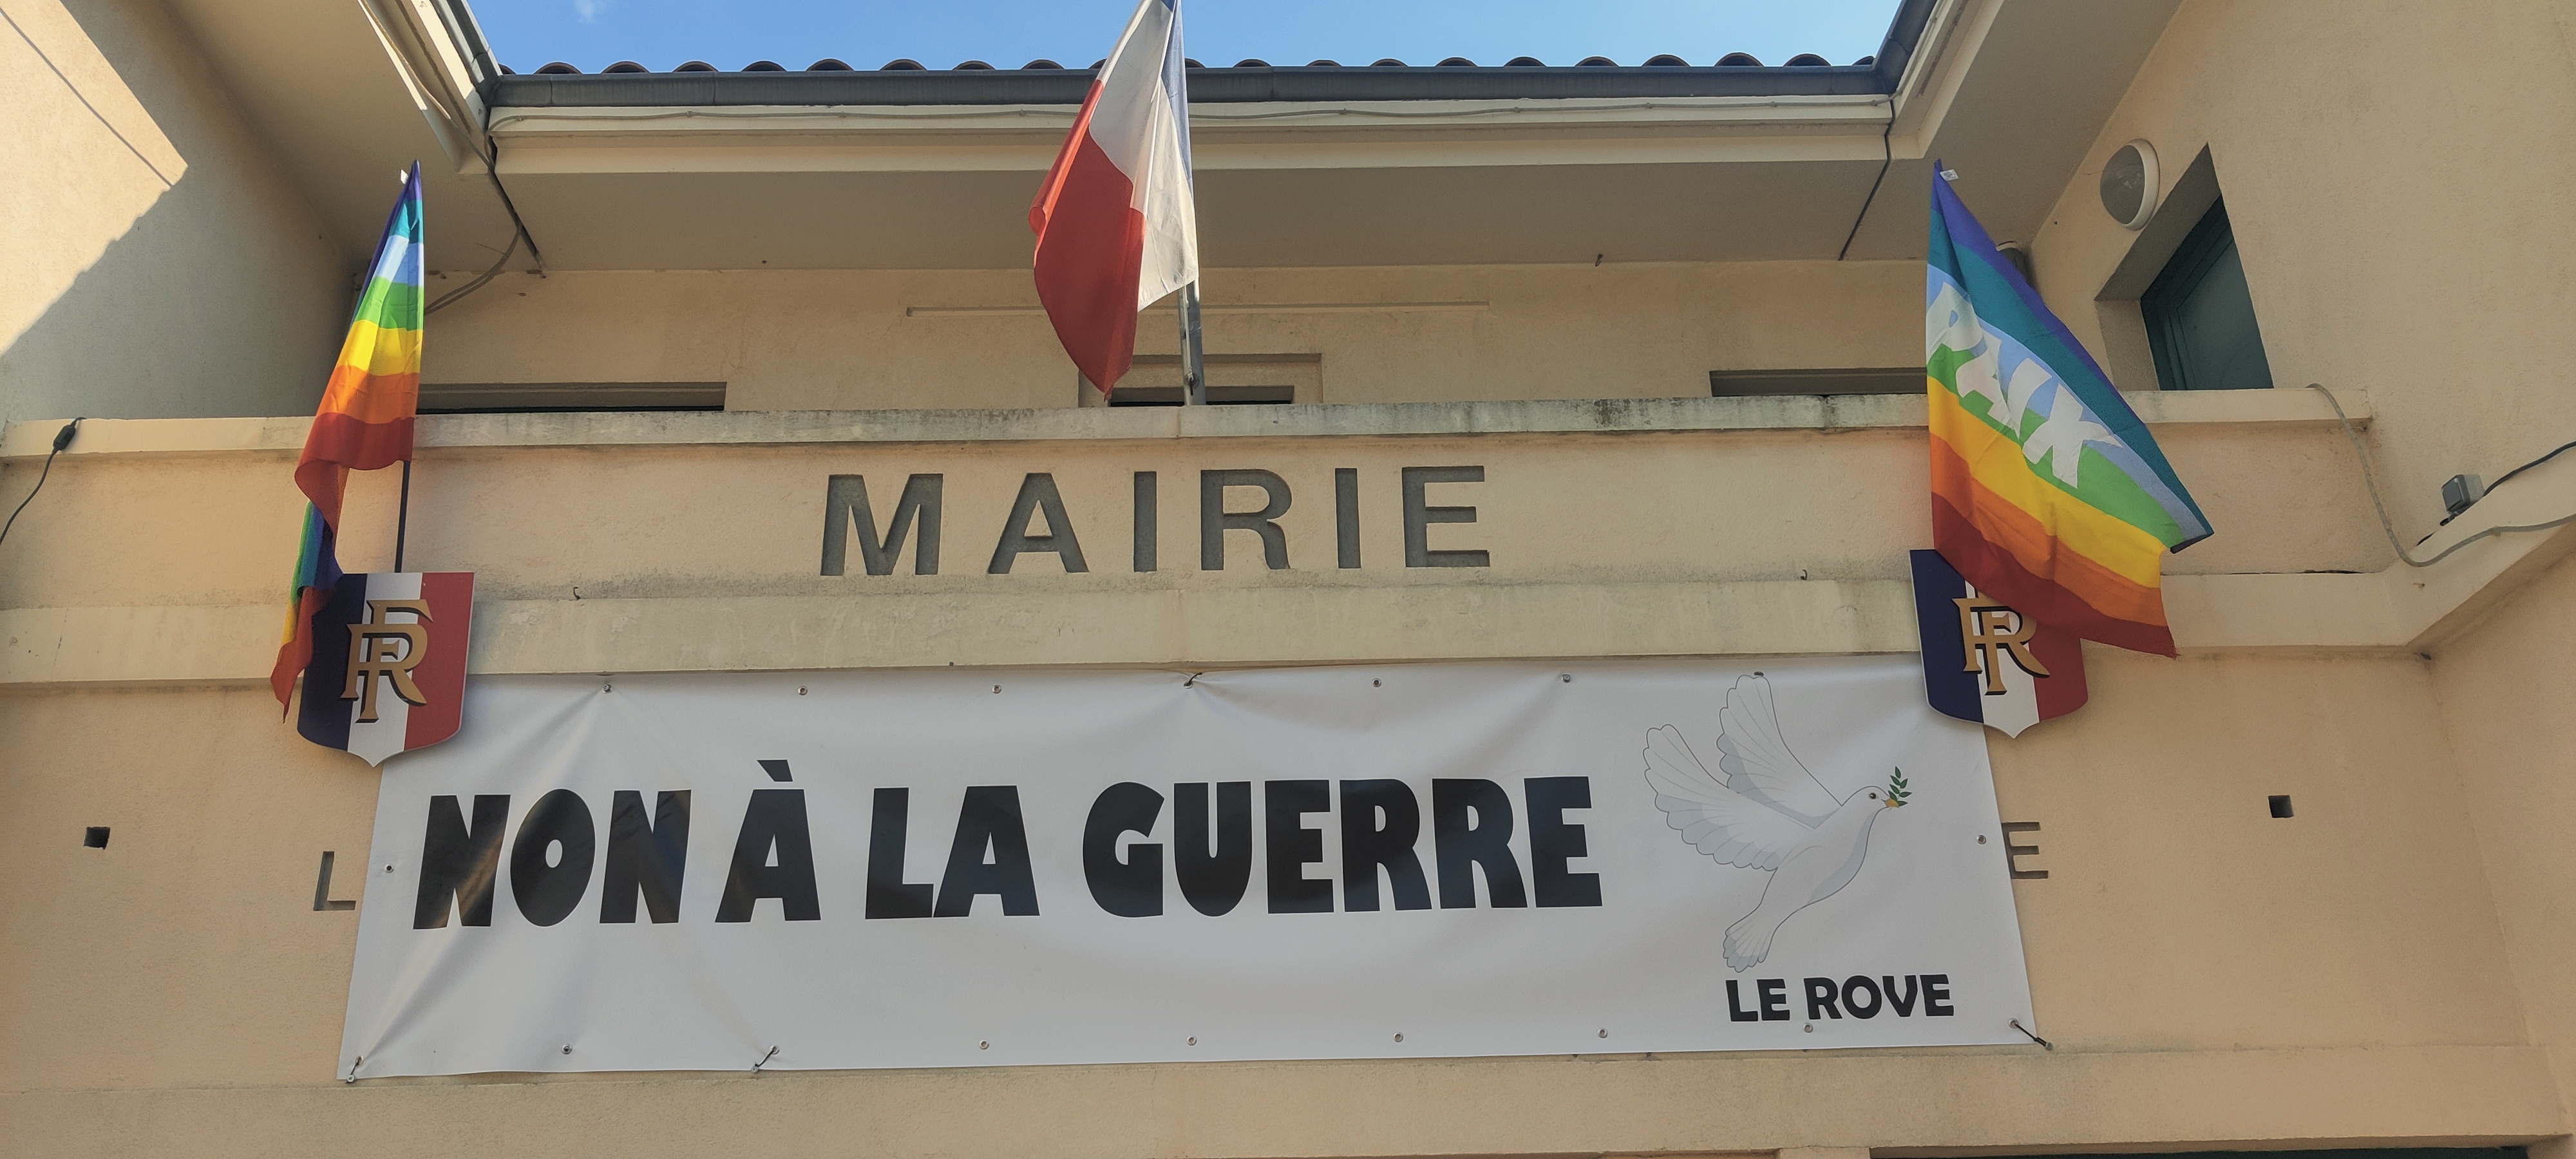 PAIX
MAIRIE
RF
RF
NON À LA GUERRE
L
E
LE ROVE